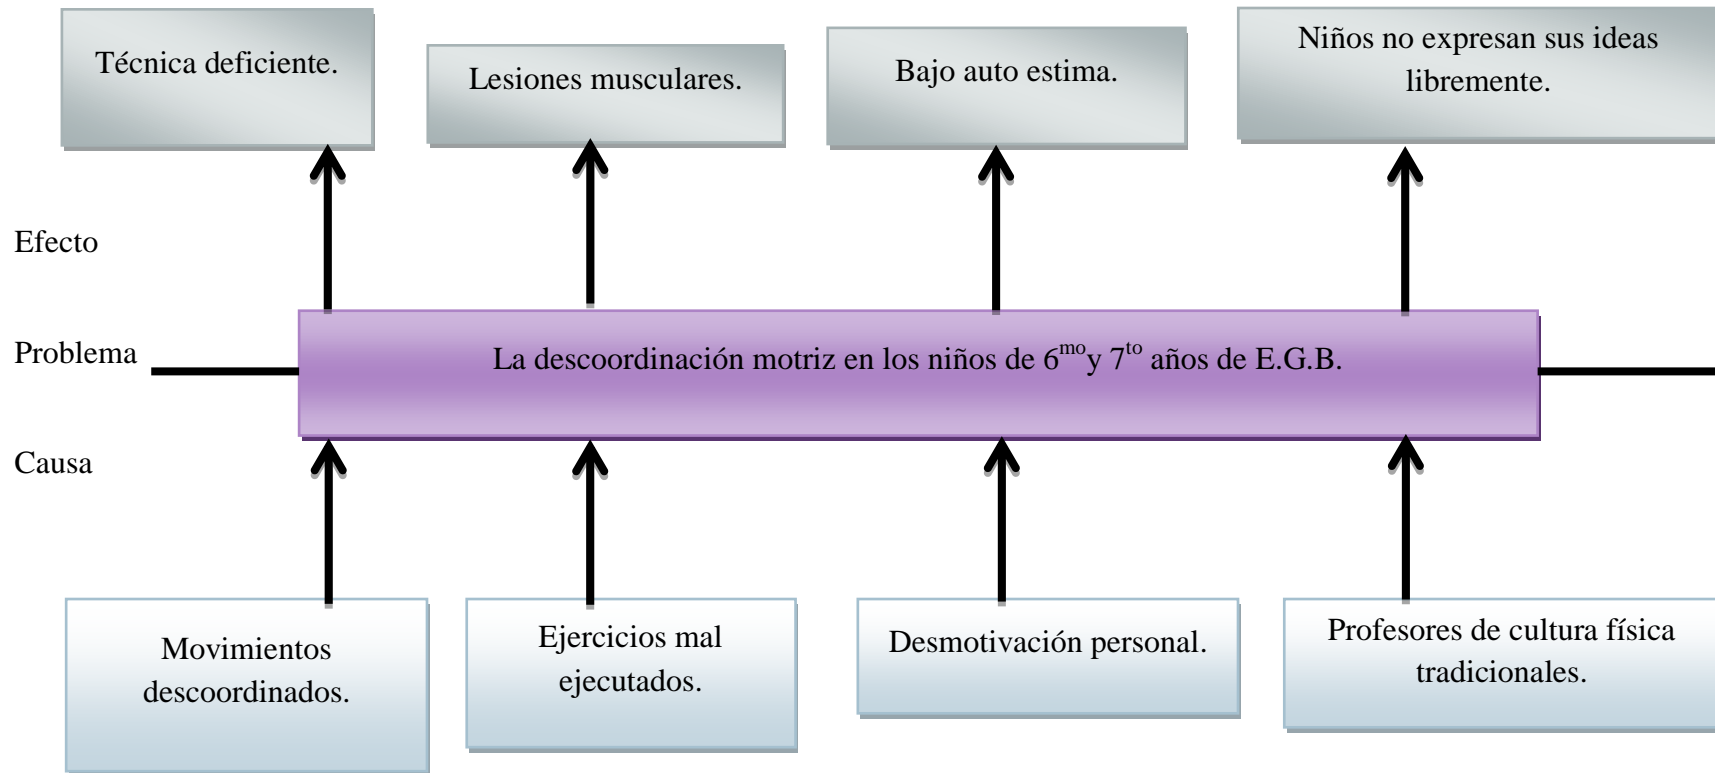 Técnica deficiente.
Lesiones musculares.
Bajo auto estima.
Niños no expresan sus ideas
libremente.
Efecto
Problema
La descoordinación motriz en los niños de 6mo y 7to años de E.G.B.
Causa
Movimientos
descoordinados.
Ejercicios mal
ejecutados.
Desmotivación personal.
Profesores de cultura física
tradicionales.